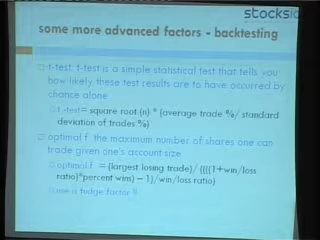 stocksi
some more advanced factors - backtesting
t-test: t-test is a simple statistical test that tells you
how likely these test results are to have occurred by
chance alone
t -test= square root (n) * (average trade %/ standard
deviation of trades %)
optimal f: the maximum number of shares one can
trade given one's account size
optimal f = (largest losing trade)/ ((((1+win/loss
ratio)*percent wins) – 1)/win/loss ratio)
use a fudge factor !!